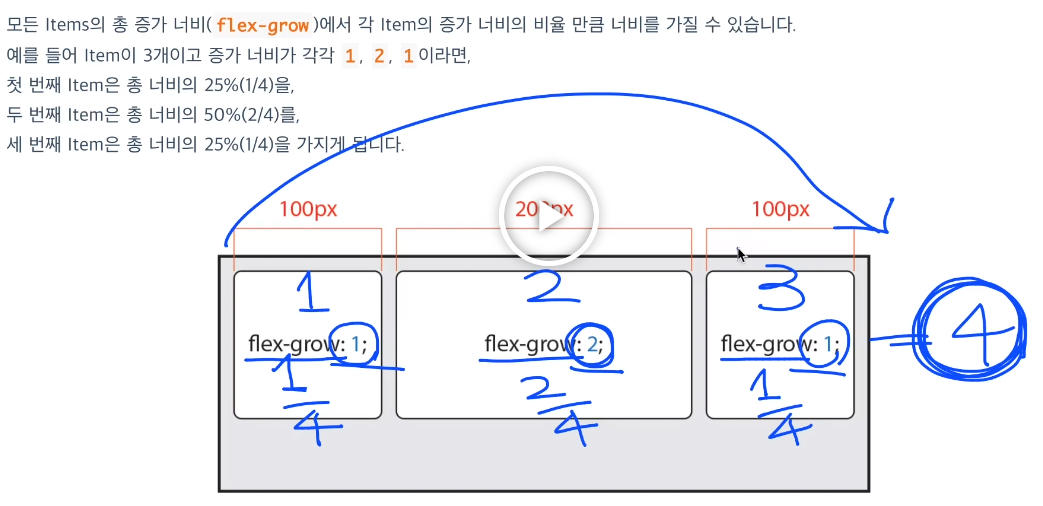 모든 Items의 총 증가 너비(flex-grow)에서 각 Item의 증가 너비의 비율 만큼 너비를 가질 수 있습니다.
예를 들어 Item이 3개이고 증가 너비가 각각 1, 2, 1이라면,
첫 번째 Item은 총 너비의 25%(1/4)을,
두 번째 Item은 총 너비의 50%(2/4)를,
세 번째 Item은 총 너비의 25%(1/4)을 가지게 됩니다.
100px 200px 100px
1 2 3
flex-grow: 1; flex-grow: 2; flex-grow: 1; 4
1/4 2/4 1/4